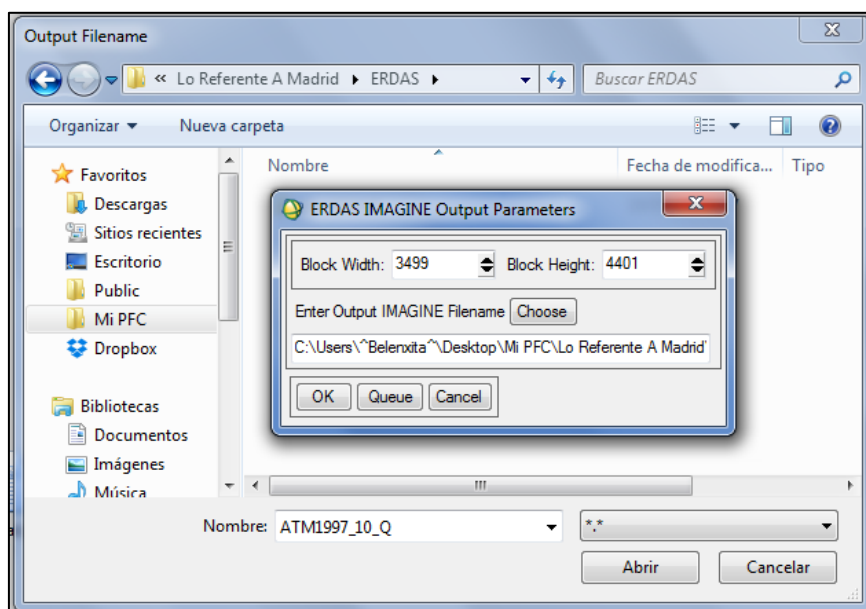 Output Filename
« Lo Referente A Madrid ▸ ERDAS ▸
Buscar ERDAS
Organizar ▾ Nueva carpeta
Favoritos
Descargas
Sitios recientes
Escritorio
Public
Mi PFC
Dropbox
Bibliotecas
Documentos
Imágenes
Música
Nombre Fecha de modifica... Tipo
ERDAS IMAGINE Output Parameters
Block Width: 3499 Block Height: 4401
Enter Output IMAGINE Filename Choose
C:\Users\^Belenxita^\Desktop\Mi PFC\Lo Referente A Madrid
OK Queue Cancel
Nombre: ATM1997_10_Q *.*
Abrir Cancelar